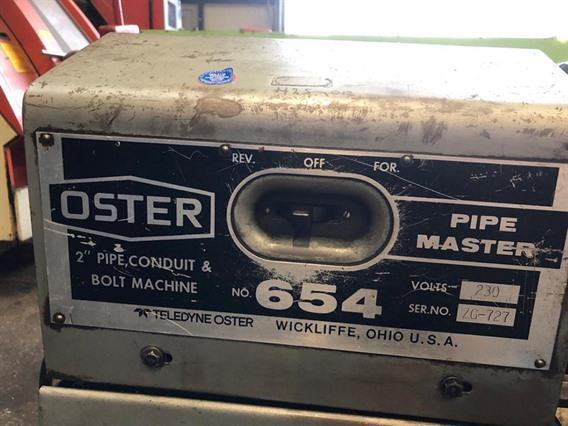 REV. OFF FOR.
OSTER
PIPE
MASTER
2" PIPE,CONDUIT &
BOLT MACHINE
NO. 654
VOLTS 230
SER.NO. ZG-727
TELEDYNE OSTER
WICKLIFFE, OHIO U.S.A.